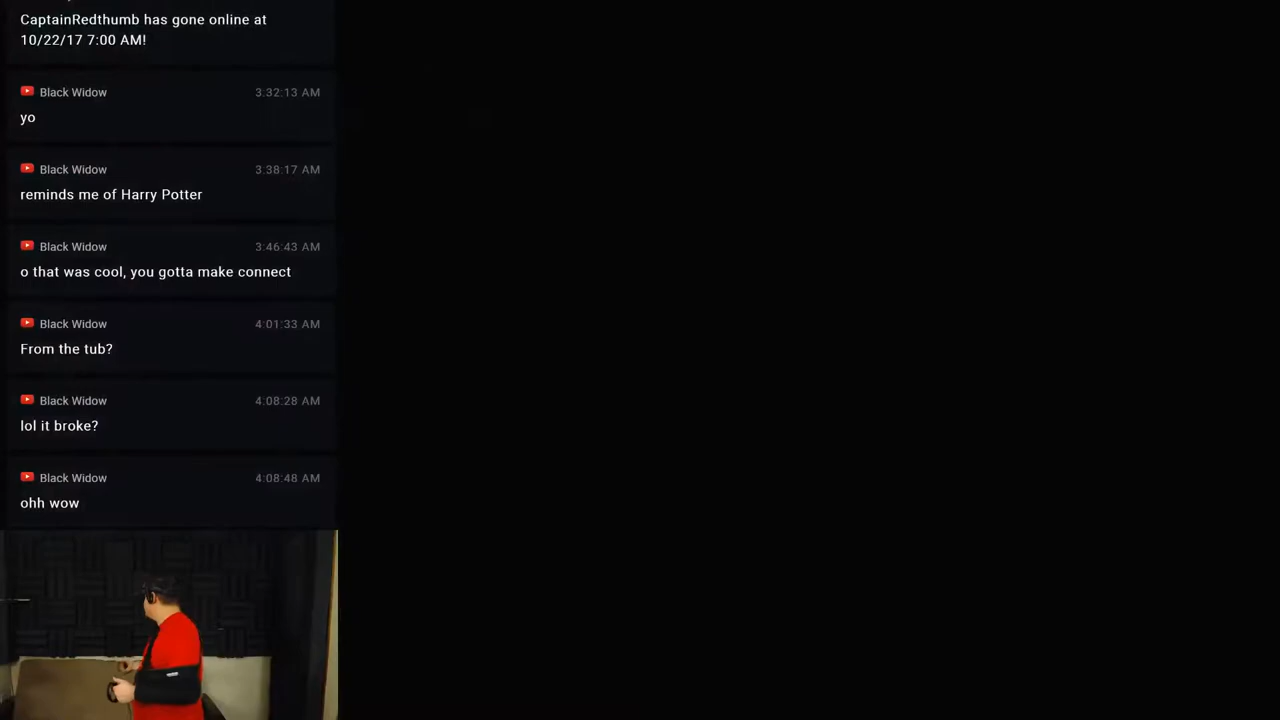 CaptainRedthumb has gone online at
10/22/17 7:00 AM!
Black Widow 3:32:13 AM
yo
Black Widow 3:38:17 AM
reminds me of Harry Potter
Black Widow 3:46:43 AM
o that was cool, you gotta make connect
Black Widow 4:01:33 AM
From the tub?
Black Widow 4:08:28 AM
lol it broke?
Black Widow 4:08:48 AM
ohh wow